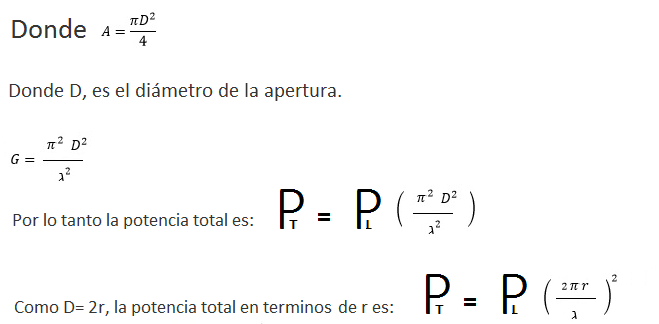 Donde A = πD²/4
Donde D, es el diámetro de la apertura.
G = π² D²/λ²
Por lo tanto la potencia total es: P_T = P_L ( π² D²/λ² )
Como D= 2r, la potencia total en terminos de r es: P_T = P_L ( 2πr/λ )²